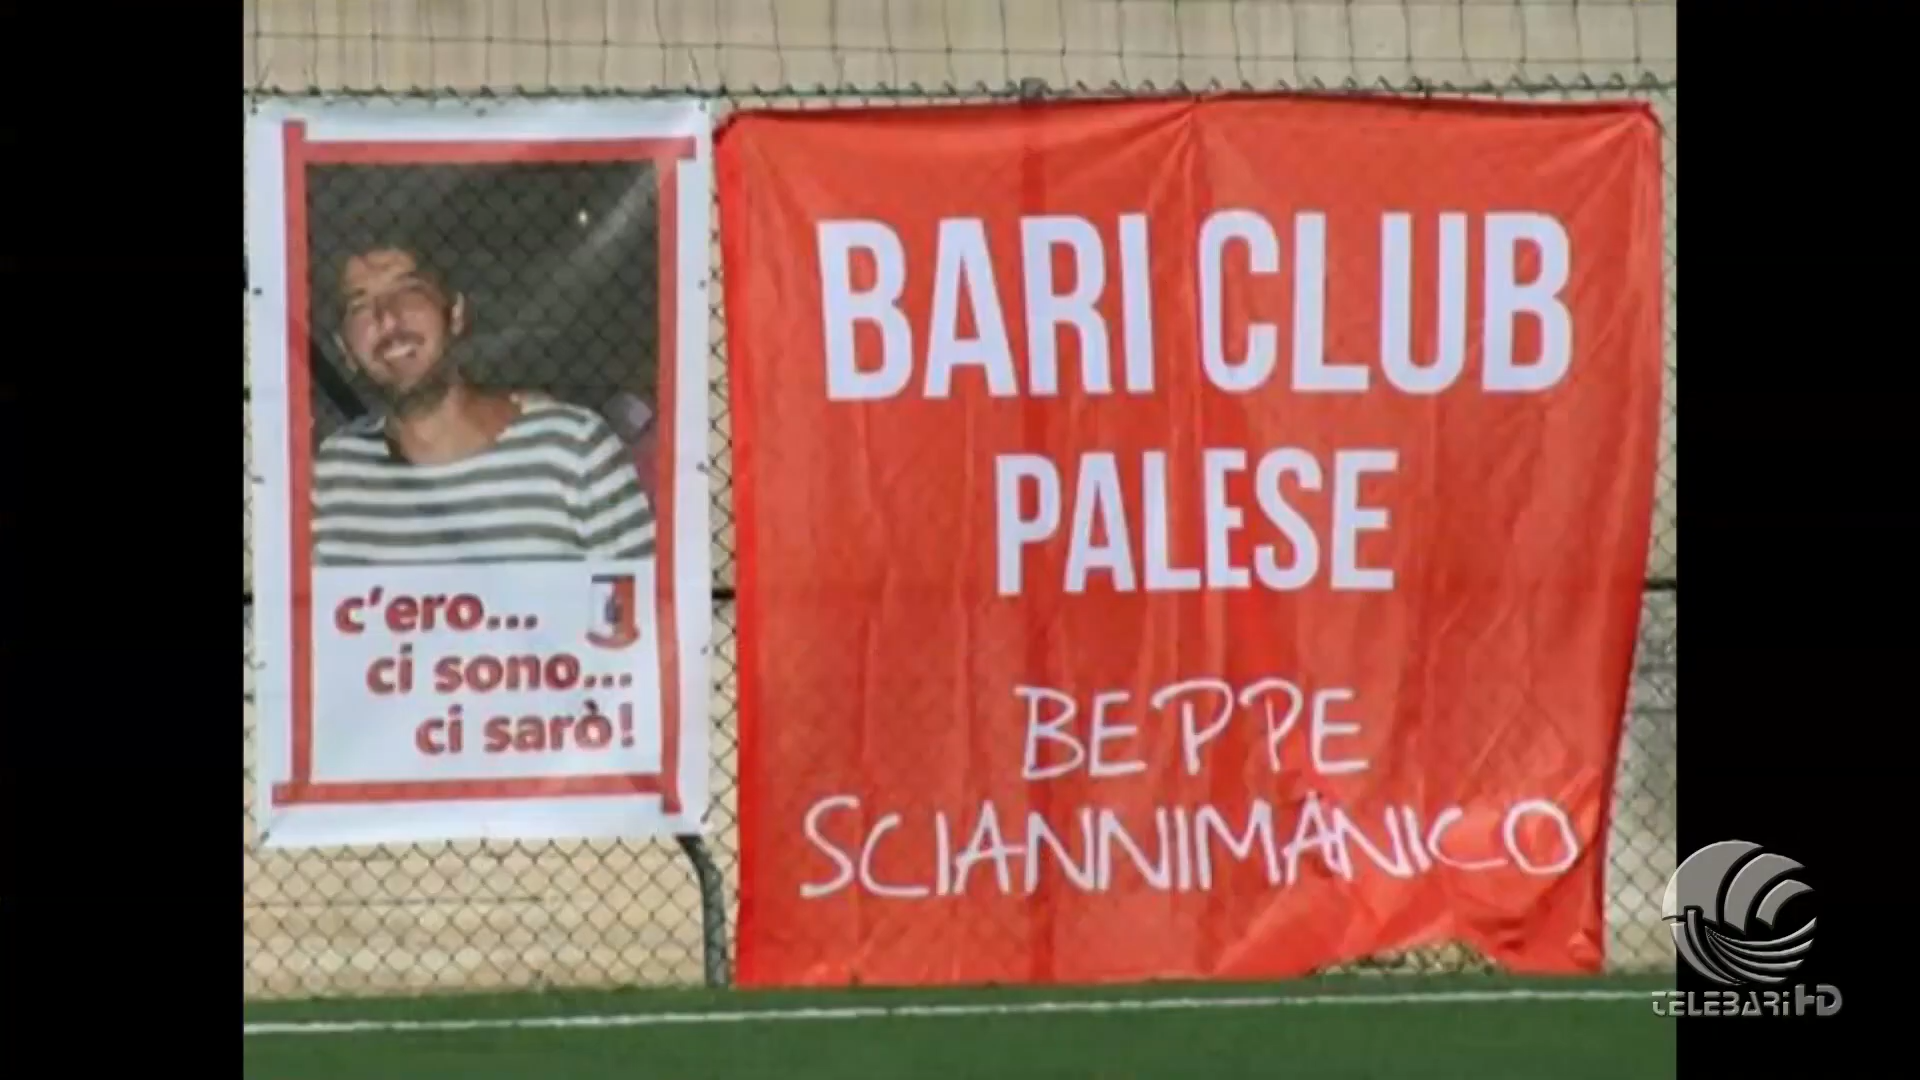 c'ero...
ci sono...
ci sarò!
BARI CLUB
PALESE
BEPPE
SCIANNIMANICO
TELEBARI HD